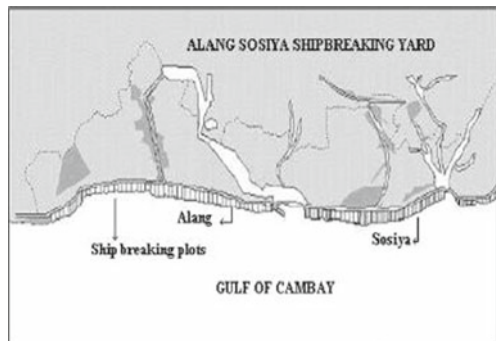 ALANG SOSIYA SHIPBREAKING YARD
Alang
Ship breaking plots
Sosiya
GULF OF CAMBAY